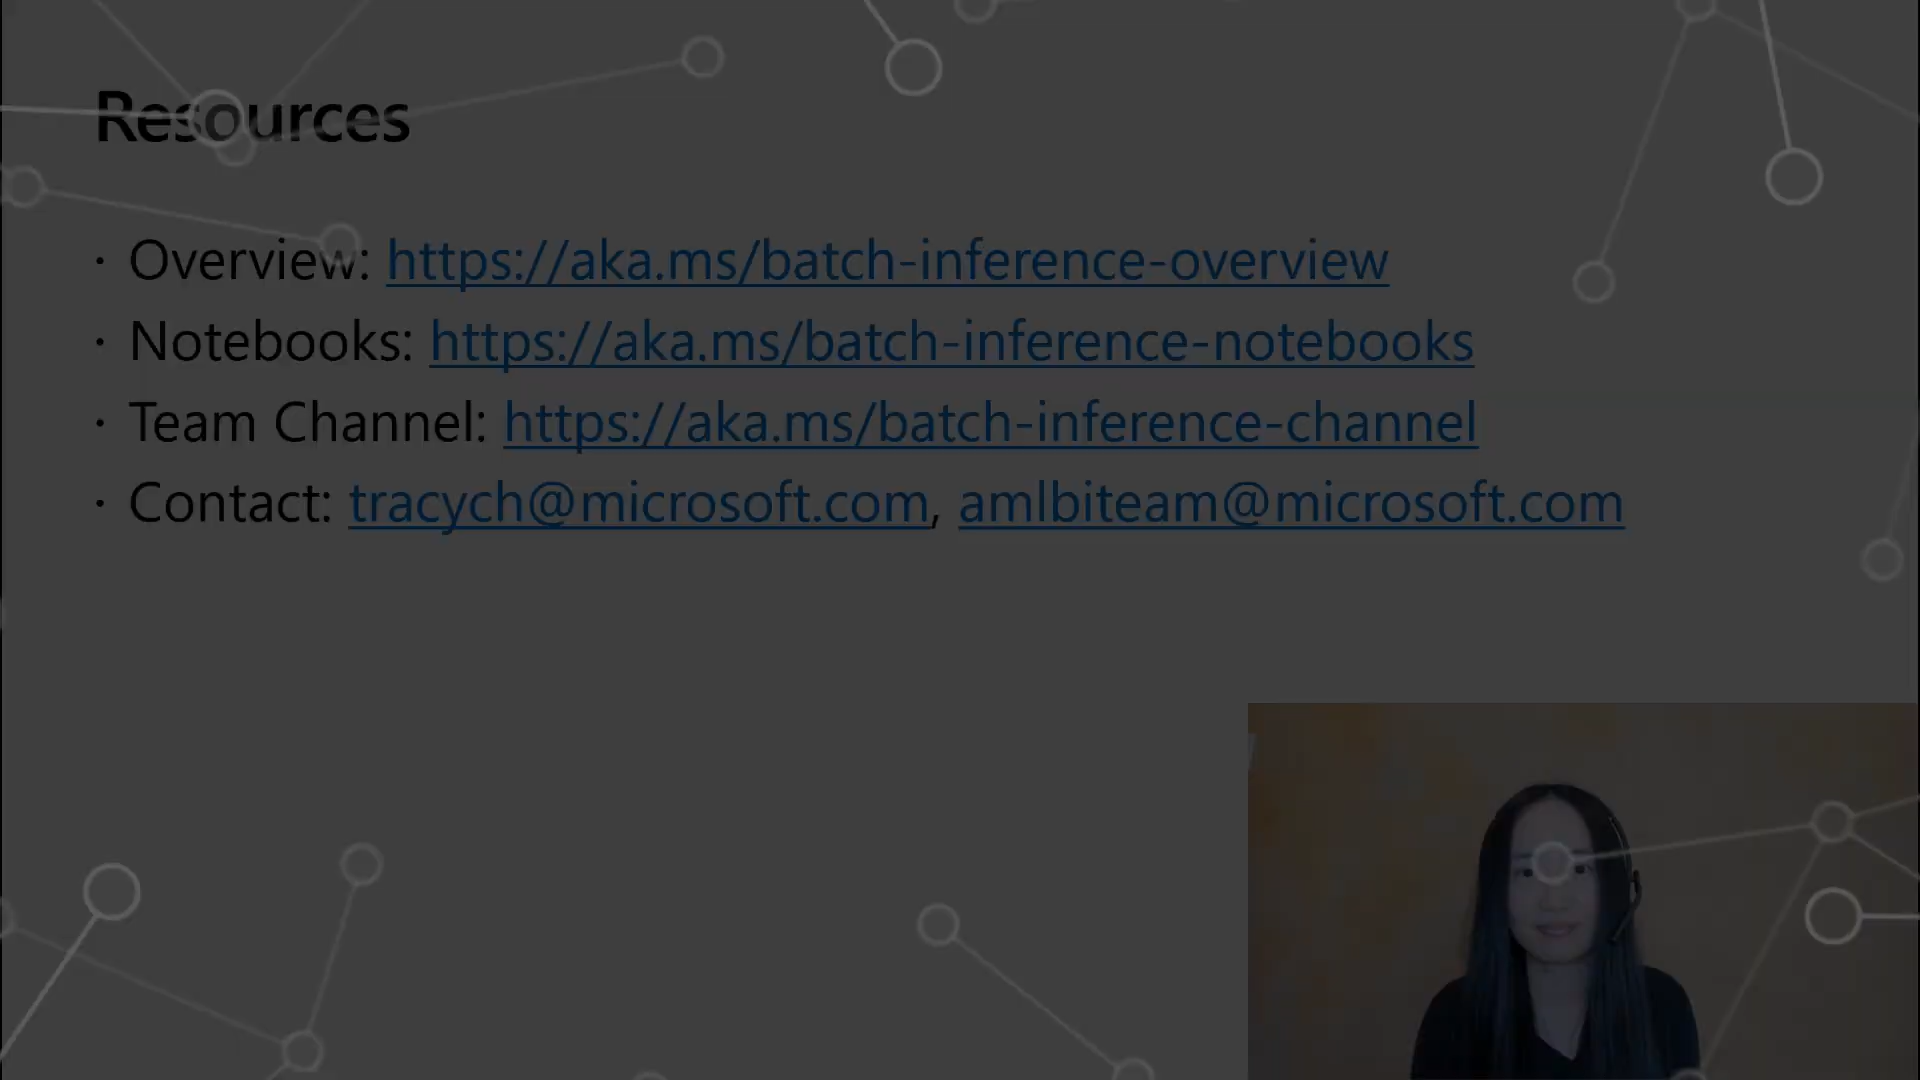 Resources
· Overview: https://aka.ms/batch-inference-overview
· Notebooks: https://aka.ms/batch-inference-notebooks
· Team Channel: https://aka.ms/batch-inference-channel
· Contact: tracych@microsoft.com, amlbiteam@microsoft.com